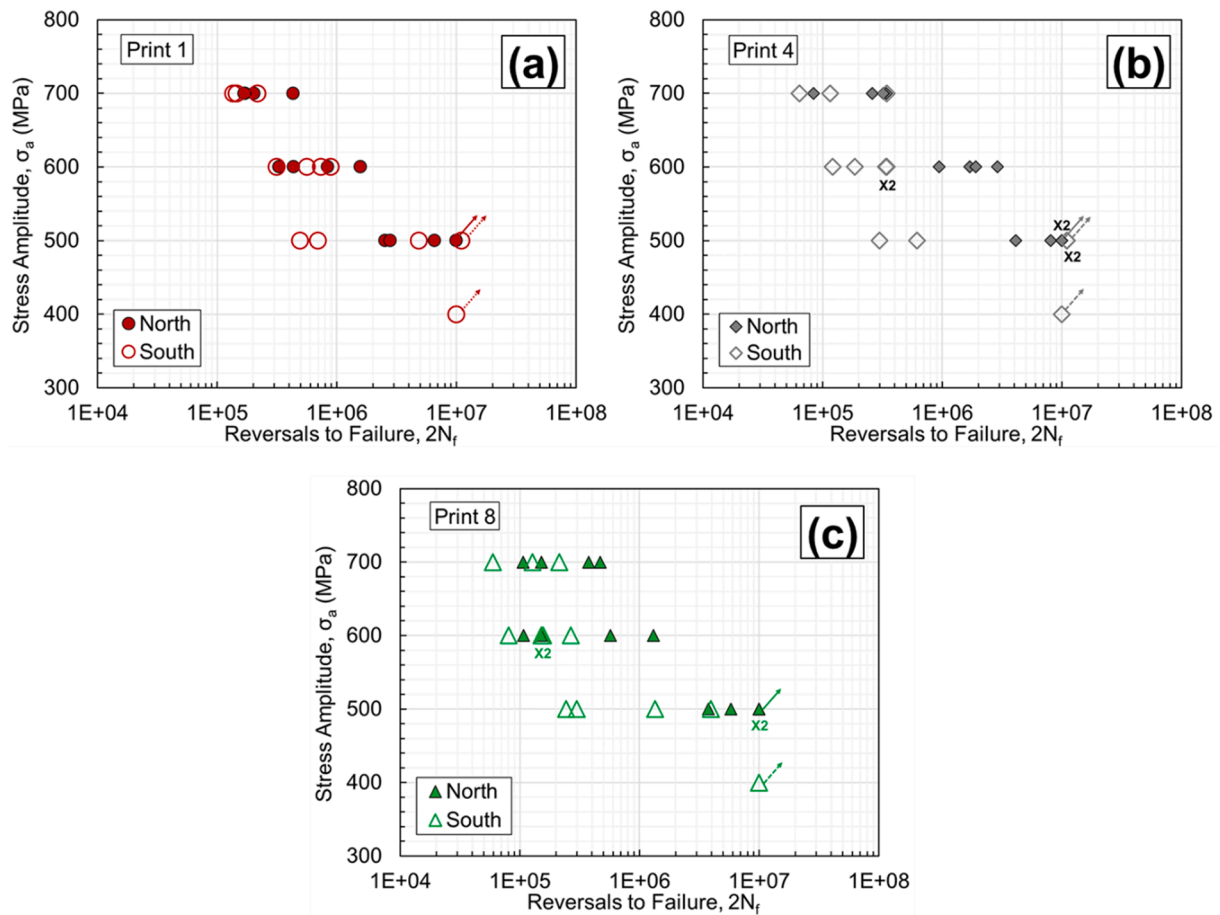 Print 1
(a)
Stress Amplitude, σa (MPa)
800
700
600
500
400
300
North
South
1E+04 1E+05 1E+06 1E+07 1E+08
Reversals to Failure, 2Nf
Print 4
(b)
Stress Amplitude, σa (MPa)
800
700
600
500
400
300
X2
X2
X2
North
South
1E+04 1E+05 1E+06 1E+07 1E+08
Reversals to Failure, 2Nf
Print 8
(c)
Stress Amplitude, σa (MPa)
800
700
600
500
400
300
X2
X2
North
South
1E+04 1E+05 1E+06 1E+07 1E+08
Reversals to Failure, 2Nf